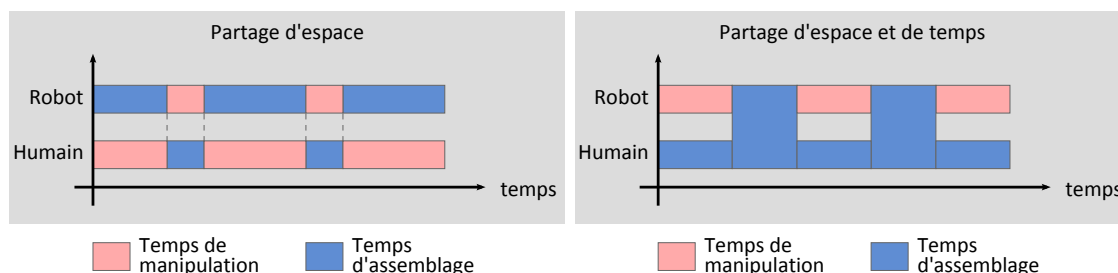 Partage d'espace
Robot
Humain
temps
Temps de
manipulation
Temps
d'assemblage
Partage d'espace et de temps
Robot
Humain
temps
Temps de
manipulation
Temps
d'assemblage